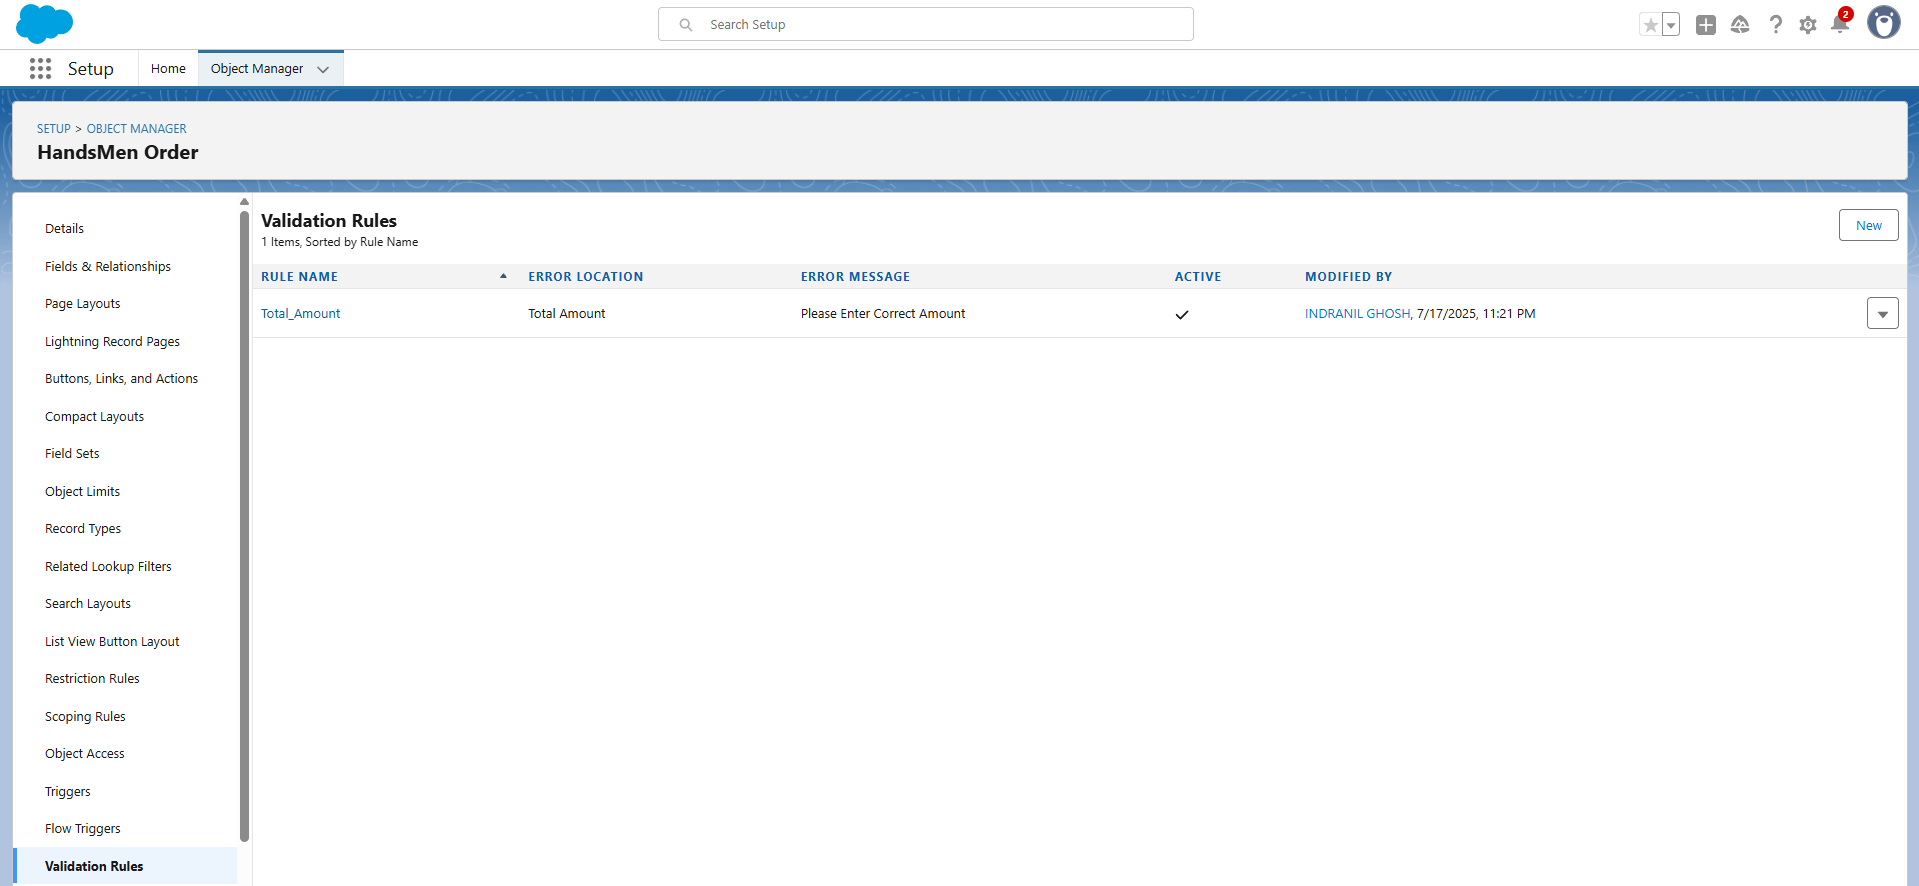 Search Setup
2
Setup
Home
Object Manager
SETUP > OBJECT MANAGER
HandsMen Order
Details
Fields & Relationships
Page Layouts
Lightning Record Pages
Buttons, Links, and Actions
Compact Layouts
Field Sets
Object Limits
Record Types
Related Lookup Filters
Search Layouts
List View Button Layout
Restriction Rules
Scoping Rules
Object Access
Triggers
Flow Triggers
Validation Rules
Validation Rules
1 Items, Sorted by Rule Name
New
RULE NAME ERROR LOCATION ERROR MESSAGE ACTIVE MODIFIED BY
Total_Amount Total Amount Please Enter Correct Amount INDRANIL GHOSH, 7/17/2025, 11:21 PM